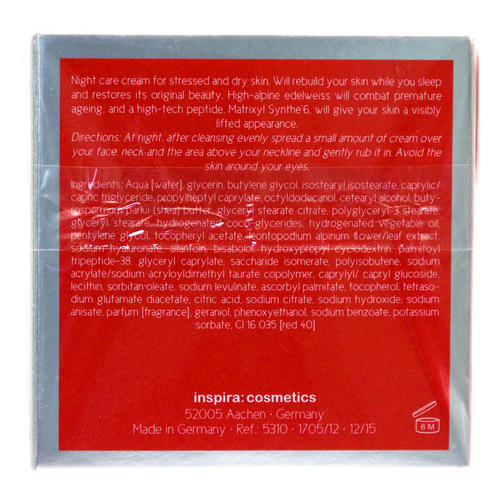 Night care cream for stressed and dry skin. Will rebuild your skin while you sleep
and restores its original beauty. High-alpine edelweiss will combat premature
ageing, and a high-tech peptide, Matrixyl Synthe'6, will give your skin a visibly
lifted appearance.
Directions: At night, after cleansing evenly spread a small amount of cream over
your face, neck and the area above your neckline and gently rub it in. Avoid the
skin around your eyes.
Ingredients: Aqua [water], glycerin, butylene glycol, isostearyl isostearate, caprylic/
capric triglyceride, propylheptyl caprylate, octyldodecanol, cetearyl alcohol, buty-
rospermum parkii (shea) butter, glyceryl stearate citrate, polyglyceryl-3 stearate,
glyceryl stearate, hydrogenated coco glycerides, hydrogenated vegetable oil,
pentylene glycol, tocopheryl acetate, leontopodium alpinum flower/leaf extract,
sodium hyaluronate, allantoin, bisabolol, hydroxypropyl cyclodextrin, palmitoyl
tripeptide-38, glyceryl caprylate, saccharide isomerate, polyisobutene, sodium
acrylate/sodium acryloyldimethyl taurate copolymer, caprylyl/ capryl glucoside,
lecithin, sorbitan-oleate, sodium levulinate, ascorbyl palmitate, tocopherol, tetraso-
dium glutamate diacetate, citric acid, sodium citrate, sodium hydroxide, sodium
anisate, parfum [fragrance], geraniol, phenoxyethanol, sodium benzoate, potassium
sorbate, CI 16 035 [red 40]
inspira: cosmetics
52005 Aachen · Germany
Made in Germany · Ref.: 5310 · 1705/12 · 12/15
6 M